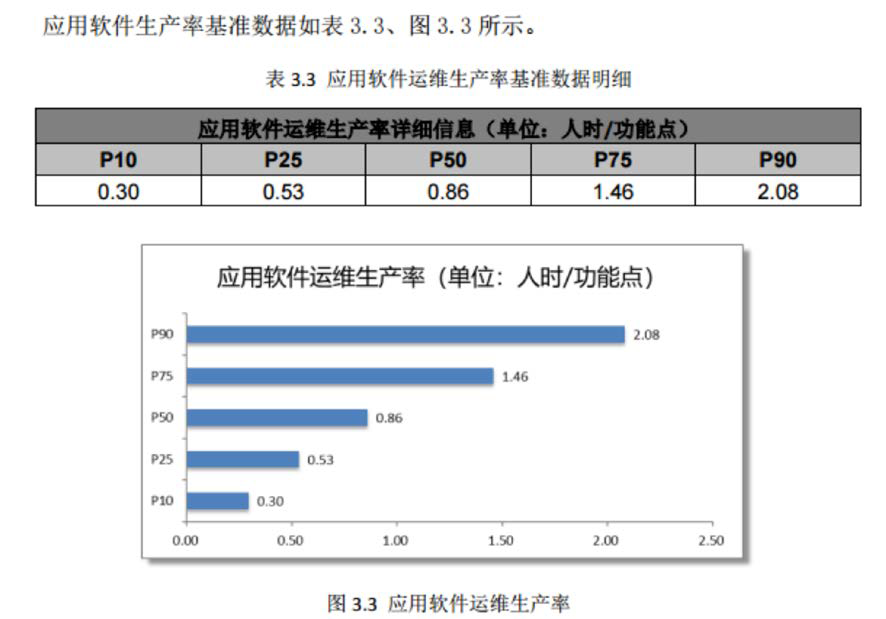 应用软件生产率基准数据如表 3.3、图 3.3 所示。
表 3.3 应用软件运维生产率基准数据明细
应用软件运维生产率详细信息（单位：人时/功能点）
P10 P25 P50 P75 P90
0.30 0.53 0.86 1.46 2.08
应用软件运维生产率（单位：人时/功能点）
P90 2.08
P75 1.46
P50 0.86
P25 0.53
P10 0.30
0.00 0.50 1.00 1.50 2.00 2.50
图 3.3 应用软件运维生产率